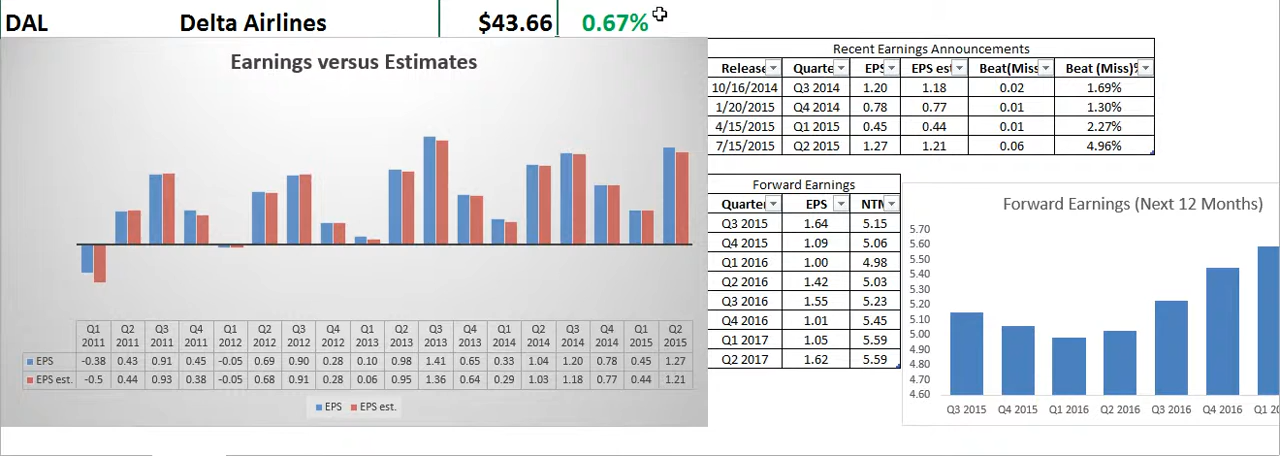 DAL Delta Airlines $43.66 0.67%
Earnings versus Estimates
Q1 Q2 Q3 Q4 Q1 Q2 Q3 Q4 Q1 Q2 Q3 Q4 Q1 Q2 Q3 Q4 Q1 Q2
2011 2011 2011 2011 2012 2012 2012 2012 2013 2013 2013 2013 2014 2014 2014 2014 2015 2015
EPS -0.38 0.43 0.91 0.45 -0.05 0.69 0.90 0.28 0.10 0.98 1.41 0.65 0.33 1.04 1.20 0.78 0.45 1.27
EPS est. -0.5 0.44 0.93 0.38 -0.05 0.68 0.91 0.28 0.06 0.95 1.36 0.64 0.29 1.03 1.18 0.77 0.44 1.21
EPS EPS est.
Recent Earnings Announcements
Release Quarte EPS EPS est Beat(Miss Beat (Miss)%
10/16/2014 Q3 2014 1.20 1.18 0.02 1.69%
1/20/2015 Q4 2014 0.78 0.77 0.01 1.30%
4/15/2015 Q1 2015 0.45 0.44 0.01 2.27%
7/15/2015 Q2 2015 1.27 1.21 0.06 4.96%
Forward Earnings
Quarte EPS NTM
Q3 2015 1.64 5.15
Q4 2015 1.09 5.06
Q1 2016 1.00 4.98
Q2 2016 1.42 5.03
Q3 2016 1.55 5.23
Q4 2016 1.01 5.45
Q1 2017 1.05 5.59
Q2 2017 1.62 5.59
Forward Earnings (Next 12 Months)
5.70
5.60
5.50
5.40
5.30
5.20
5.10
5.00
4.90
4.80
4.70
4.60
Q3 2015 Q4 2015 Q1 2016 Q2 2016 Q3 2016 Q4 2016 Q1 20